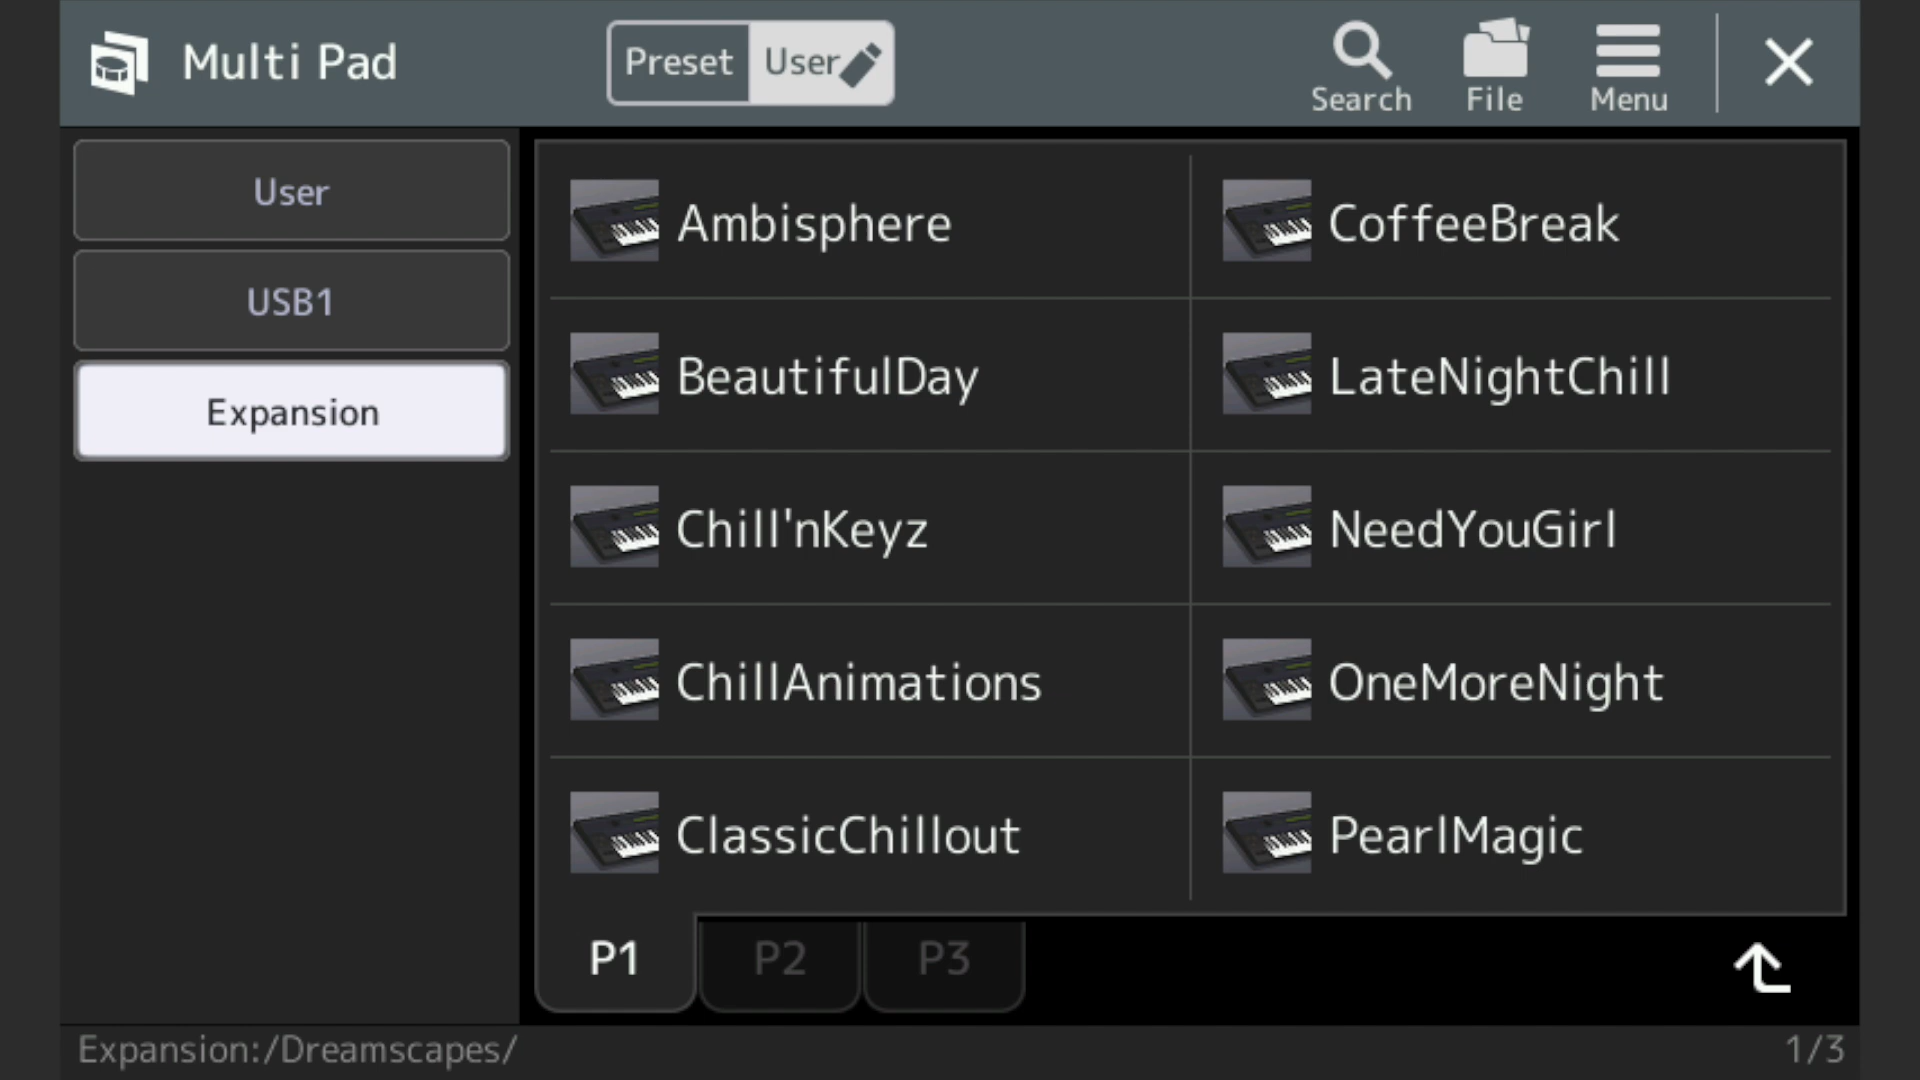 Multi Pad
Preset
User
Search
File
Menu
User
USB1
Expansion
Ambisphere
CoffeeBreak
BeautifulDay
LateNightChill
Chill'nKeyz
NeedYouGirl
ChillAnimations
OneMoreNight
ClassicChillout
PearlMagic
P1
P2
P3
Expansion:/Dreamscapes/
1/3